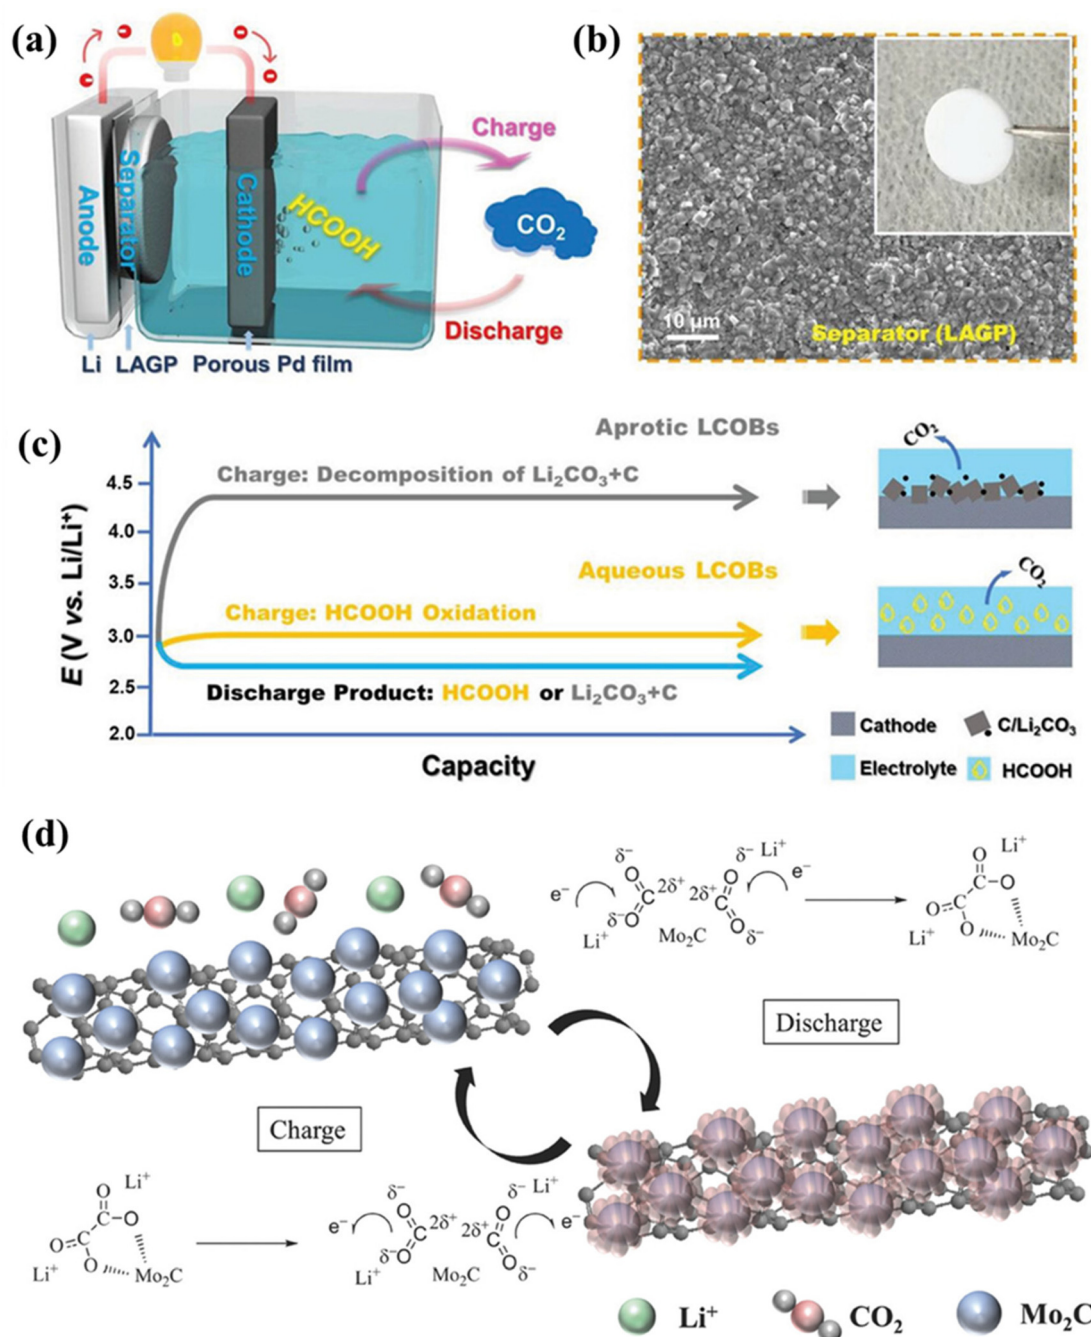 (a)
Anode
Separator
Cathode
HCOOH
Charge
CO₂
Discharge
Li LAGP Porous Pd film
(b)
10 μm
Separator (LAGP)
(c)
E (V vs. Li/Li⁺)
4.5
4.0
3.5
3.0
2.5
2.0
Aprotic LCOBs
Charge: Decomposition of Li₂CO₃+C
Aqueous LCOBs
Charge: HCOOH Oxidation
Discharge Product: HCOOH or Li₂CO₃+C
Capacity
CO₂
CO₂
Cathode C/Li₂CO₃
Electrolyte HCOOH
(d)
δ⁻ δ⁻ Li⁺
O O
e⁻ C 2δ⁺ 2δ⁺ C e⁻
δ⁻ O O
Li⁺ Mo₂C δ⁻
O Li⁺
C O
O C
Li⁺ O Mo₂C
Discharge
Charge
Li⁺
O
C O
O C
Li⁺ O Mo₂C
δ⁻ δ⁻ Li⁺
O O
e⁻ C 2δ⁺ 2δ⁺ C e⁻
δ⁻ O O
Li⁺ Mo₂C δ⁻
Li⁺ CO₂ Mo₂C